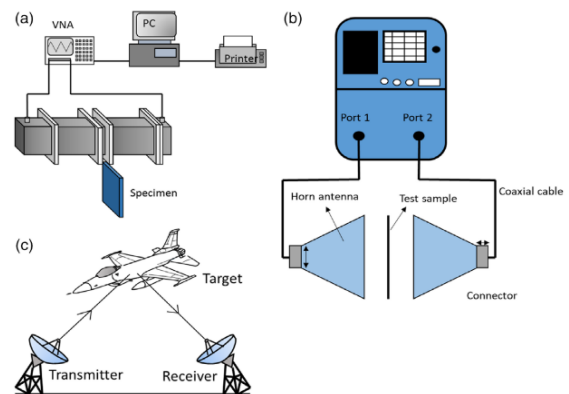 (a)
VNA
PC
Printer
Specimen
(b)
Port 1
Port 2
Horn antenna
Test sample
Coaxial cable
Connector
(c)
Target
Transmitter
Receiver